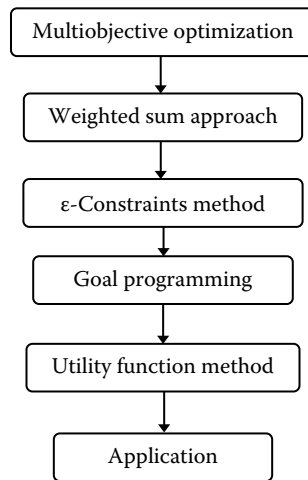 Multiobjective optimization
Weighted sum approach
ε-Constraints method
Goal programming
Utility function method
Application